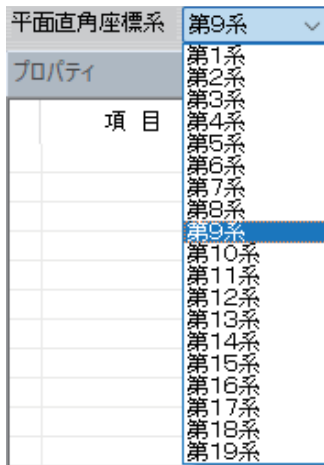 平面直角座標系 第9系
プロパティ
項 目
第1系
第2系
第3系
第4系
第5系
第6系
第7系
第8系
第9系
第10系
第11系
第12系
第13系
第14系
第15系
第16系
第17系
第18系
第19系